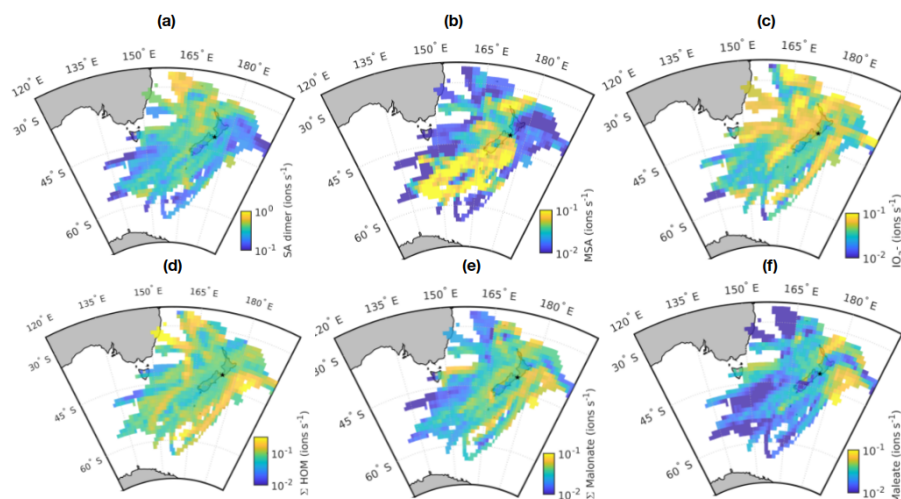 (a) (b) (c)
120° E 135° E 150° E 165° E 180° E
30° S
45° S
60° S
10⁰
10⁻¹
SA dimer (ions s⁻¹)
120° E 135° E 150° E 165° E 180° E
30° S
45° S
60° S
10⁻¹
10⁻²
MSA (ions s⁻¹)
120° E 135° E 150° E 165° E 180° E
30° S
45° S
60° S
10⁻¹
10⁻²
(ions s⁻¹)
(d) (e) (f)
120° E 135° E 150° E 165° E 180° E
30° S
45° S
60° S
10⁻¹
10⁻²
Σ HOM (ions s⁻¹)
20° E 135° E 150° E 165° E 180° E
30° S
45° S
60° S
10⁻¹
10⁻²
Σ Malonate (ions s⁻¹)
120° E 135° E 150° E 165° E 180° E
30° S
45° S
60° S
10⁻¹
10⁻²
Maleate (ions s⁻¹)